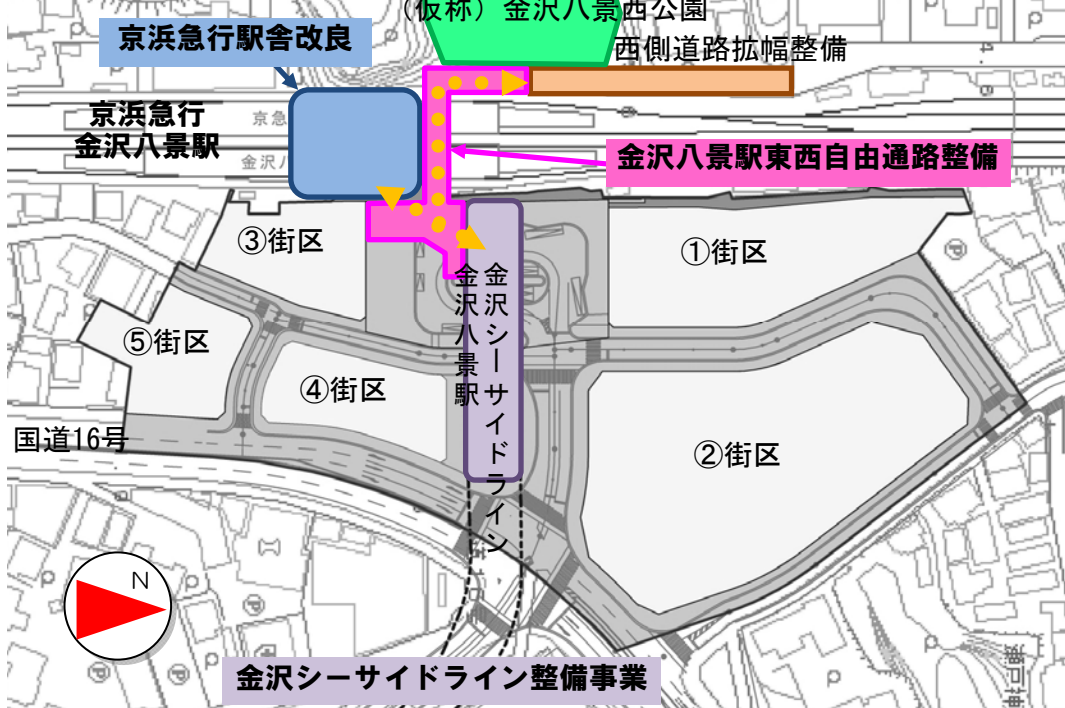 （仮称）金沢八景西公園
京浜急行駅舎改良
西側道路拡幅整備
京浜急行
金沢八景駅
京急
金沢八
金沢八景駅東西自由通路整備
③街区
①街区
金沢シーサイドライン
金沢八景駅
⑤街区
④街区
国道16号
②街区
N
金沢シーサイドライン整備事業